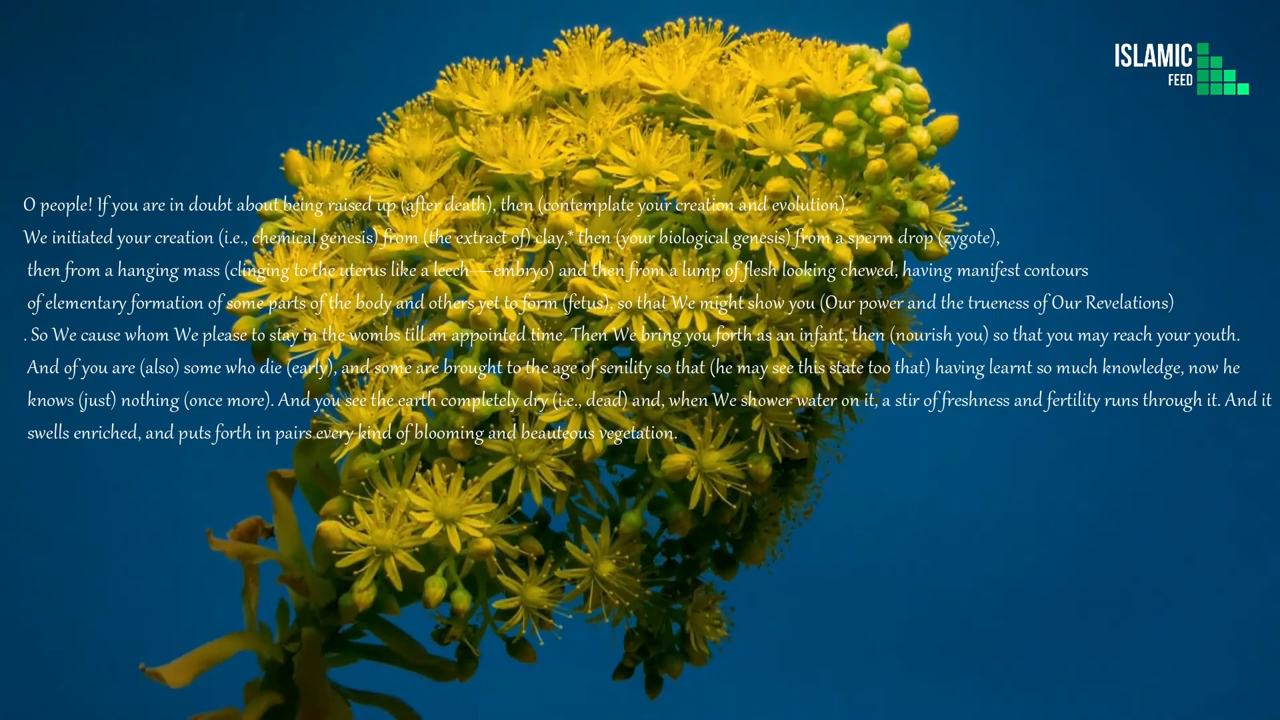 ISLAMIC
FEED
O people! If you are in doubt about being raised up (after death), then (contemplate your creation and evolution).
We initiated your creation (i.e., chemical genesis) from (the extract of) clay,* then (your biological genesis) from a sperm drop (zygote),
then from a hanging mass (clinging to the uterus like a leech—embryo) and then from a lump of flesh looking chewed, having manifest contours
of elementary formation of some parts of the body and others yet to form (fetus), so that We might show you (Our power and the trueness of Our Revelations)
. So We cause whom We please to stay in the wombs till an appointed time. Then We bring you forth as an infant, then (nourish you) so that you may reach your youth.
And of you are (also) some who die (early), and some are brought to the age of senility so that (he may see this state too that) having learnt so much knowledge, now he
knows (just) nothing (once more). And you see the earth completely dry (i.e., dead) and, when We shower water on it, a stir of freshness and fertility runs through it. And it
swells enriched, and puts forth in pairs every kind of blooming and beauteous vegetation.